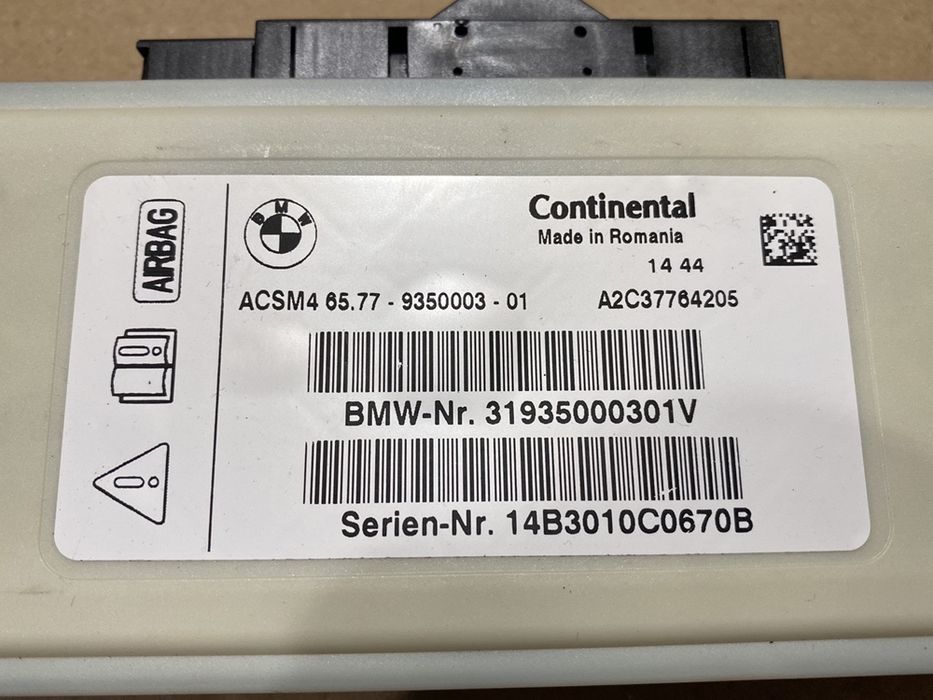 AIRBAG
BMW
Continental
Made in Romania
14 44
ACSM4 65.77 - 9350003 - 01 A2C37764205
BMW-Nr. 31935000301V
Serien-Nr. 14B3010C0670B